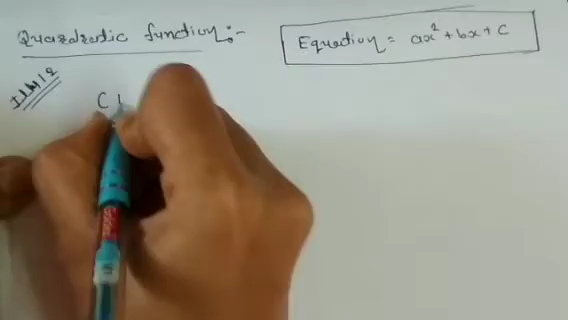 Quadratic function:-
Equation = ax² + bx + c